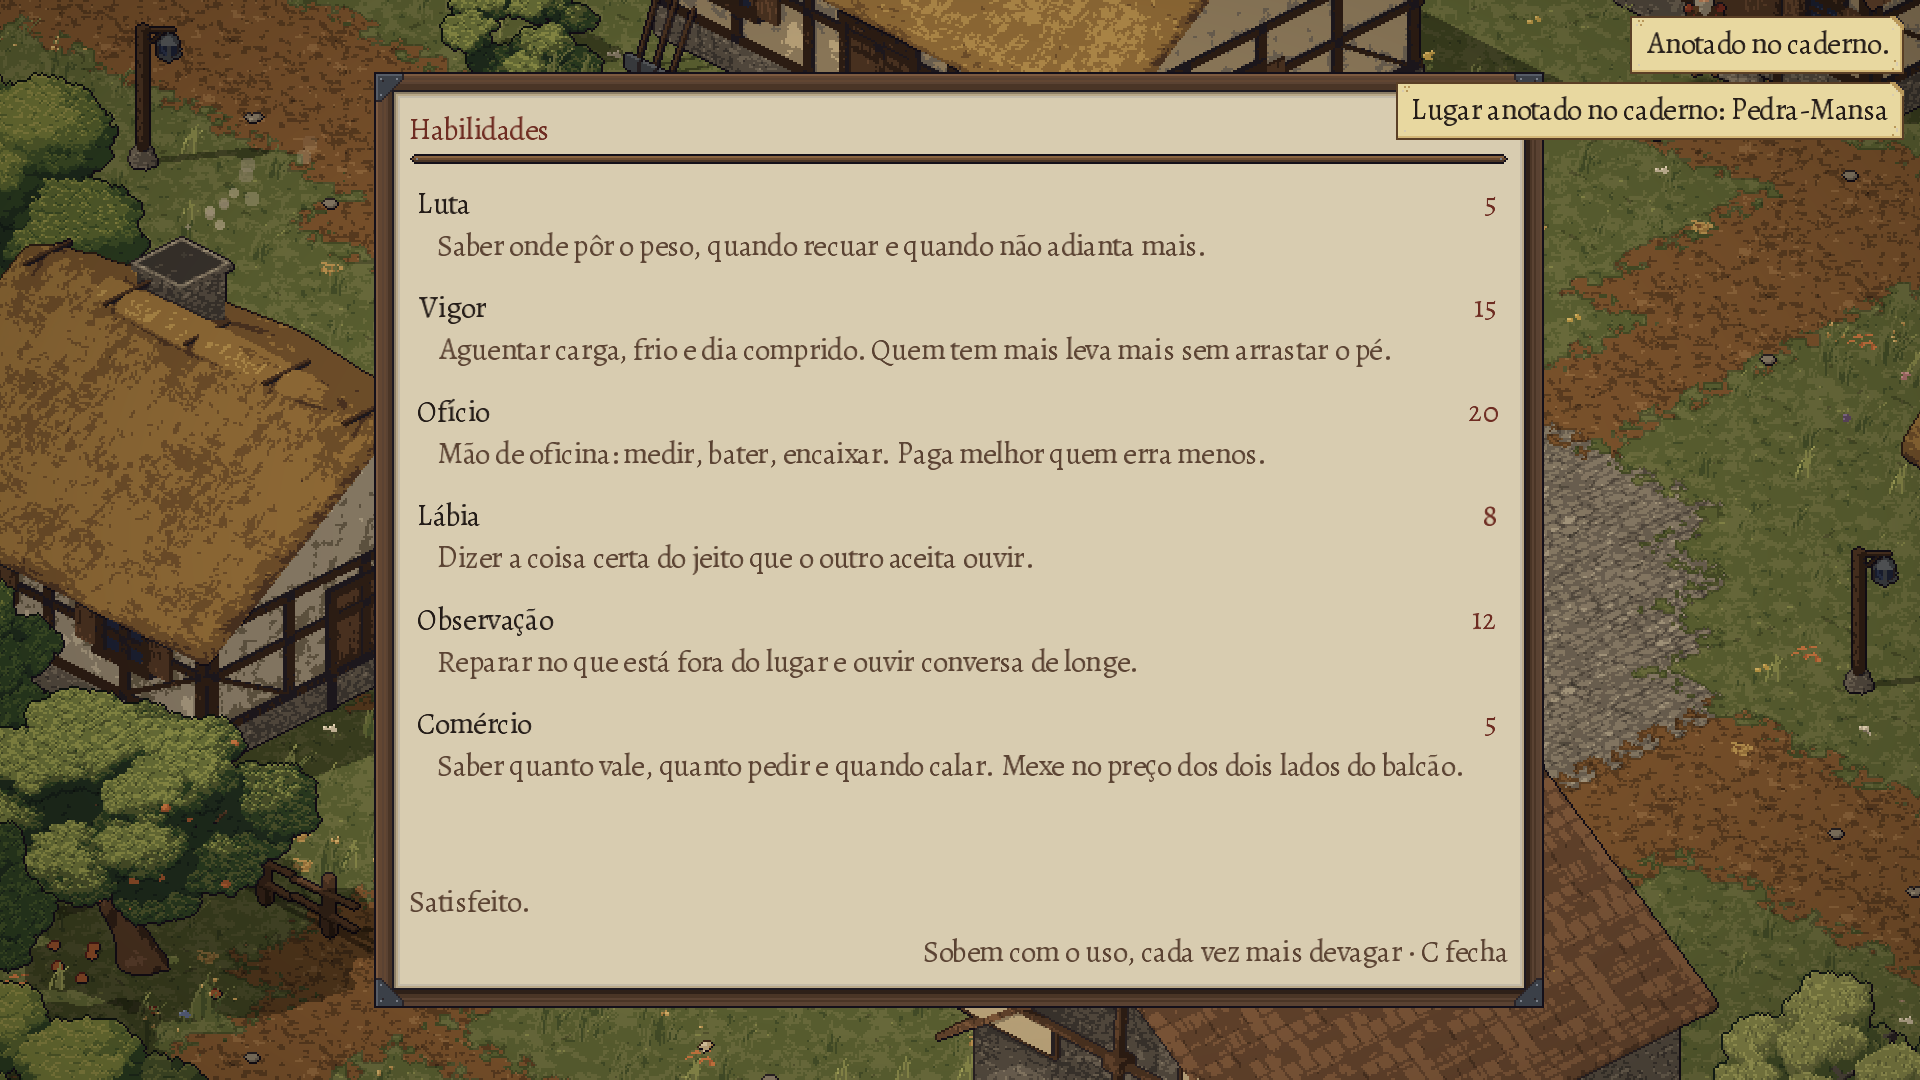 Anotado no caderno.
Lugar anotado no caderno: Pedra-Mansa
Habilidades
Luta 5
Saber onde pôr o peso, quando recuar e quando não adianta mais.
Vigor 15
Aguentar carga, frio e dia comprido. Quem tem mais leva mais sem arrastar o pé.
Ofício 20
Mão de oficina: medir, bater, encaixar. Paga melhor quem erra menos.
Lábia 8
Dizer a coisa certa do jeito que o outro aceita ouvir.
Observação 12
Reparar no que está fora do lugar e ouvir conversa de longe.
Comércio 5
Saber quanto vale, quanto pedir e quando calar. Mexe no preço dos dois lados do balcão.
Satisfeito.
Sobem com o uso, cada vez mais devagar · C fecha